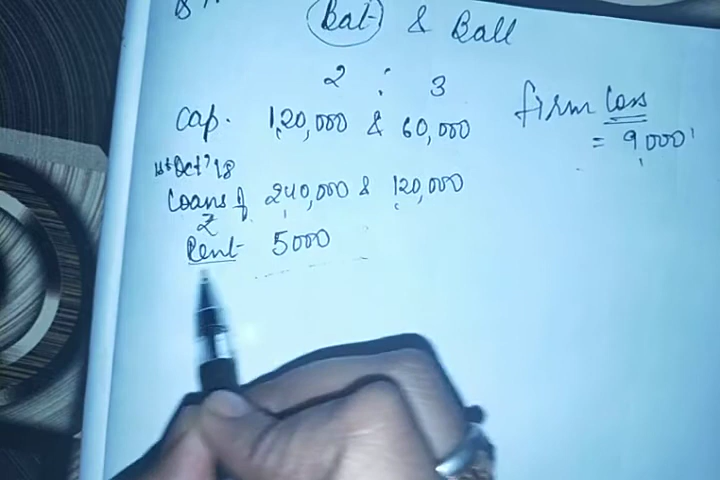 Bat & Ball
2 : 3
Cap. 1,20,000 & 60,000
firm Loss
= 9,000
1st Oct '18
Loans of 240,000 & 120,000
₹
Rent 5000